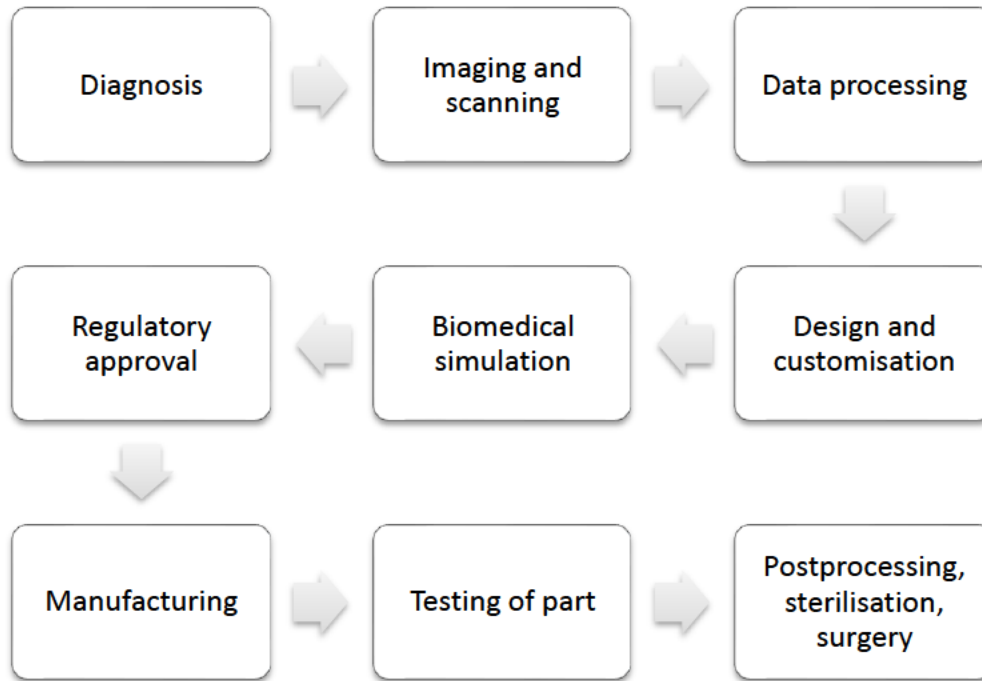 Diagnosis
Imaging and
scanning
Data processing
Regulatory
approval
Biomedical
simulation
Design and
customisation
Manufacturing
Testing of part
Postprocessing,
sterilisation,
surgery